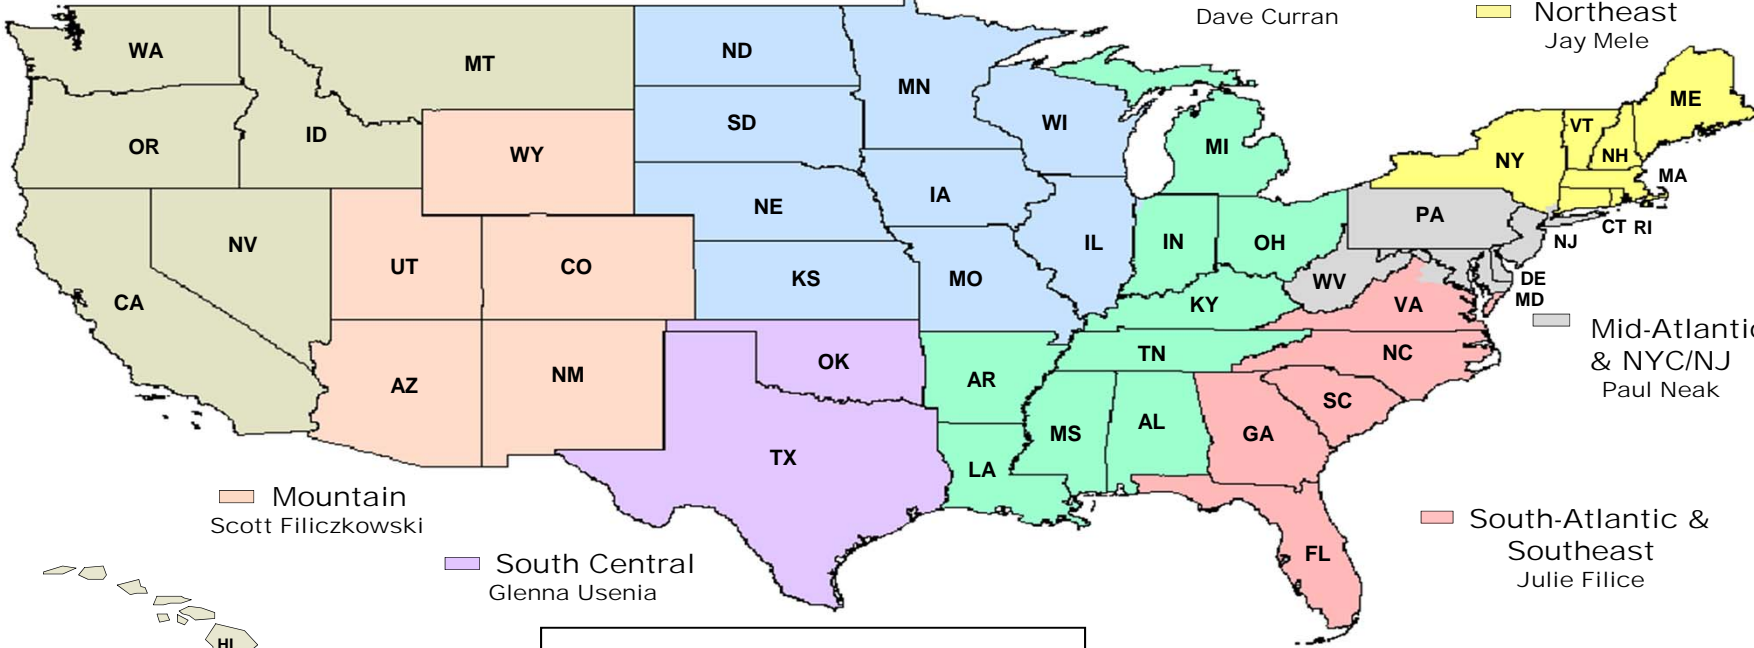 Dave Curran
Northeast
Jay Mele
WA
MT
ND
MN
ME
OR
ID
WY
SD
WI
MI
NY
VT
NH
MA
NV
UT
CO
NE
IA
IL
IN
OH
PA
NJ
CT RI
CA
KS
MO
KY
WV
VA
DE
MD
Mid-Atlantic
& NYC/NJ
Paul Neak
AZ
NM
OK
AR
TN
NC
SC
TX
LA
MS
AL
GA
FL
Mountain
Scott Filiczkowski
South Central
Glenna Usenia
South-Atlantic &
Southeast
Julie Filice
HI